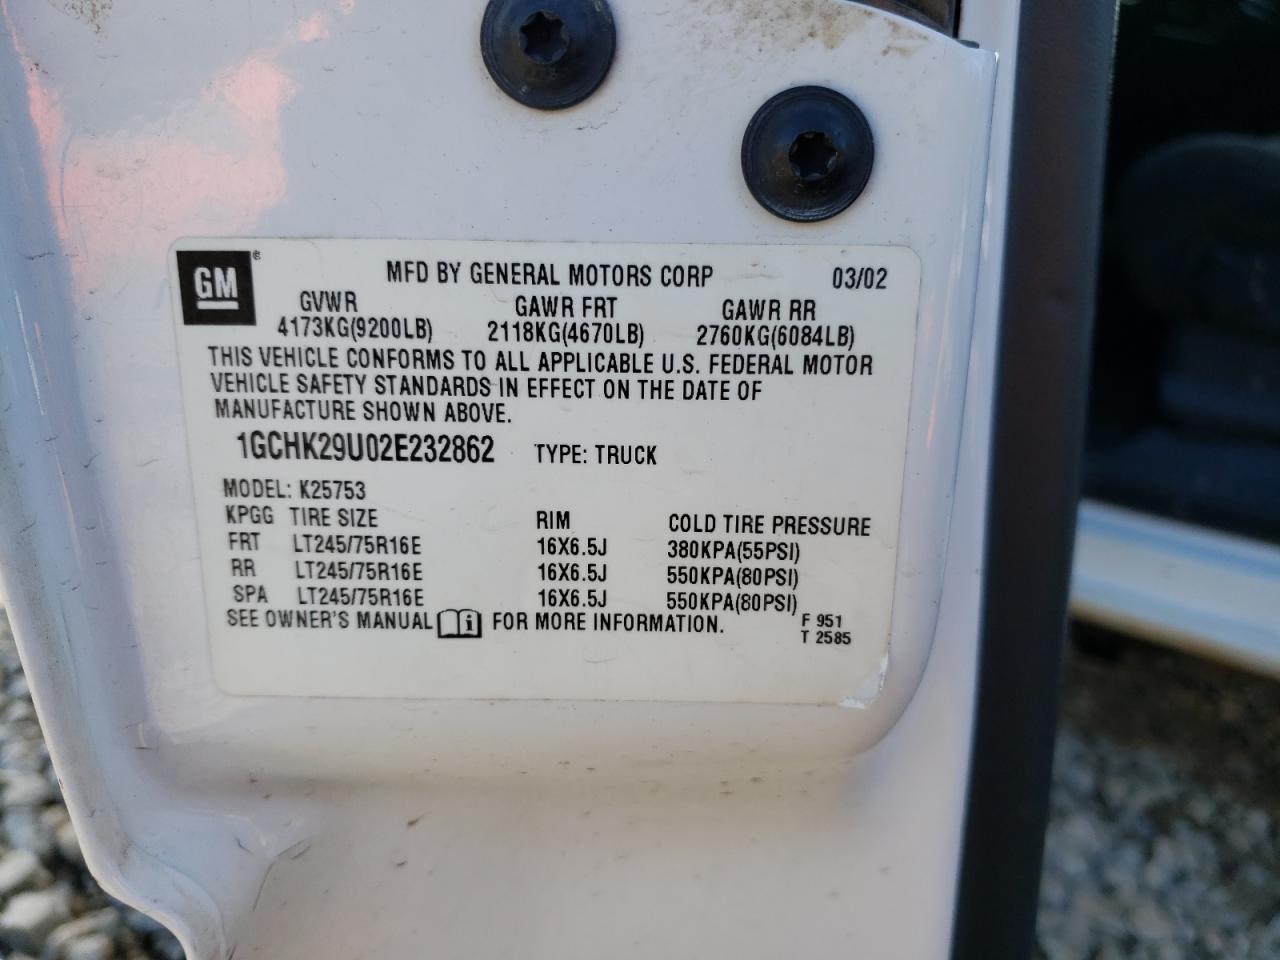 GM ®
MFD BY GENERAL MOTORS CORP 03/02
GVWR GAWR FRT GAWR RR
4173KG(9200LB) 2118KG(4670LB) 2760KG(6084LB)
THIS VEHICLE CONFORMS TO ALL APPLICABLE U.S. FEDERAL MOTOR
VEHICLE SAFETY STANDARDS IN EFFECT ON THE DATE OF
MANUFACTURE SHOWN ABOVE.
1GCHK29U02E232862 TYPE: TRUCK
MODEL: K25753
KPGG TIRE SIZE RIM COLD TIRE PRESSURE
FRT LT245/75R16E 16X6.5J 380KPA(55PSI)
RR LT245/75R16E 16X6.5J 550KPA(80PSI)
SPA LT245/75R16E 16X6.5J 550KPA(80PSI)
SEE OWNER'S MANUAL i FOR MORE INFORMATION. F 951
T 2585